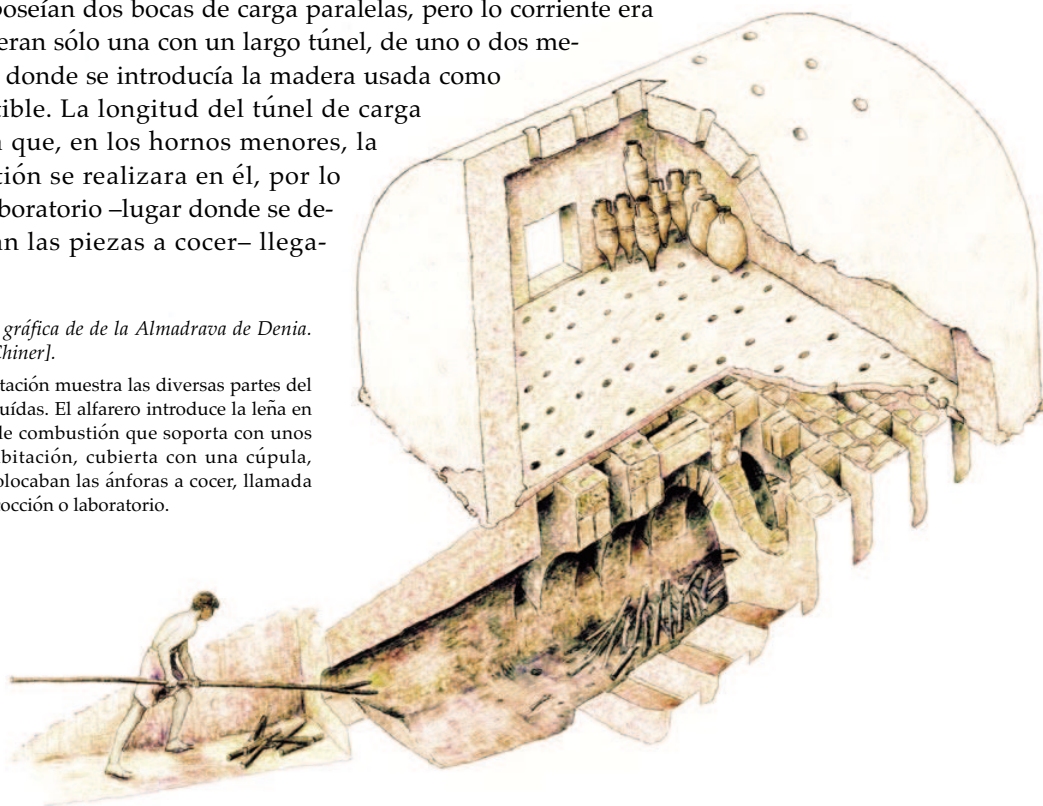 poseían dos bocas de carga paralelas, pero lo corriente era
eran sólo una con un largo túnel, de uno o dos me-
donde se introducía la madera usada como
tible. La longitud del túnel de carga
que, en los hornos menores, la
tión se realizara en él, por lo
boratorio –lugar donde se de-
an las piezas a cocer– llega-
gráfica de de la Almadrava de Denia.
Chiner].
tación muestra las diversas partes del
uídas. El alfarero introduce la leña en
de combustión que soporta con unos
bitación, cubierta con una cúpula,
olocaban las ánforas a cocer, llamada
occión o laboratorio.